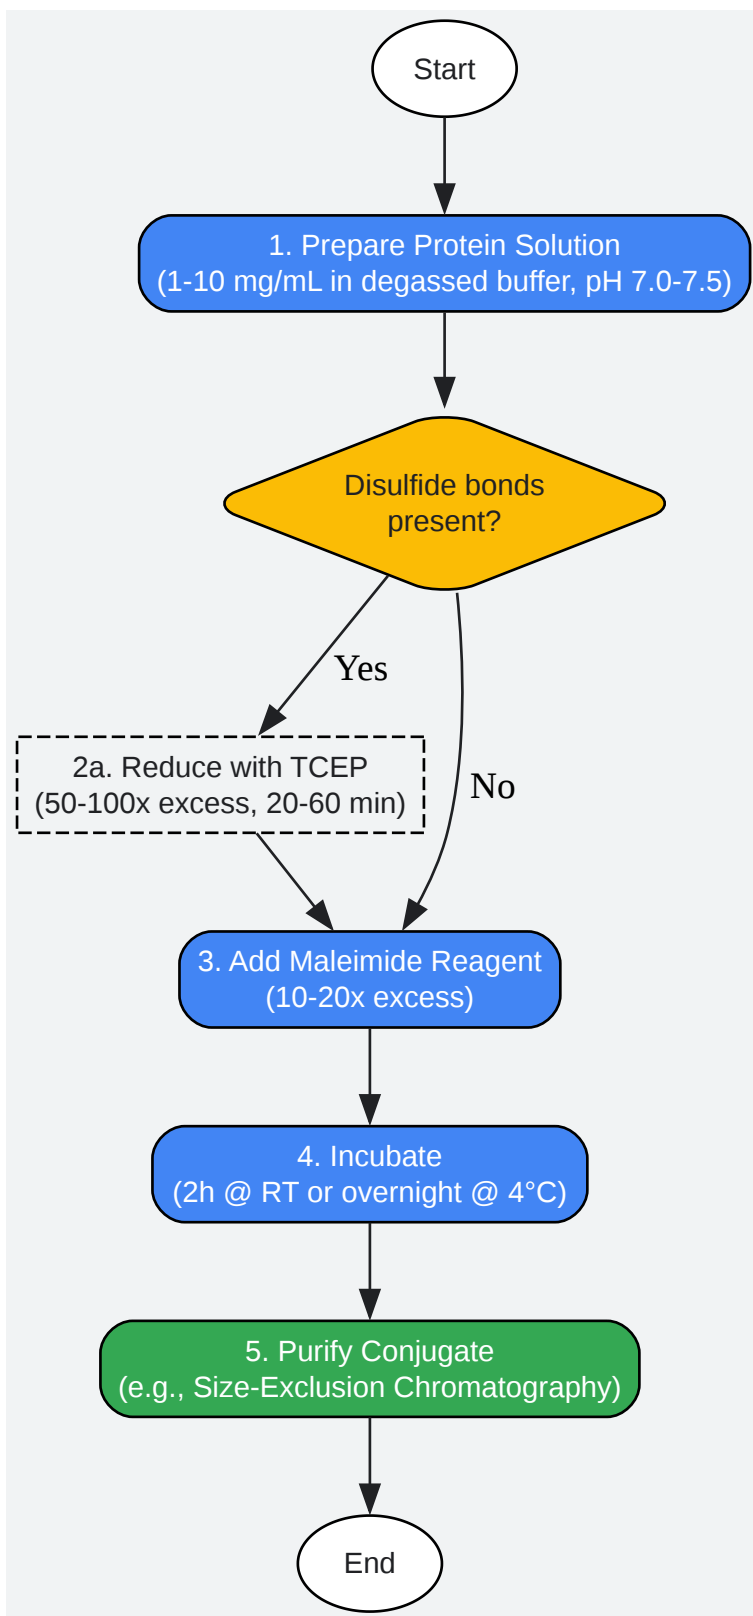 Start
1. Prepare Protein Solution
(1-10 mg/mL in degassed buffer, pH 7.0-7.5)
Disulfide bonds
present?
Yes
2a. Reduce with TCEP
(50-100x excess, 20-60 min)
No
3. Add Maleimide Reagent
(10-20x excess)
4. Incubate
(2h @ RT or overnight @ 4°C)
5. Purify Conjugate
(e.g., Size-Exclusion Chromatography)
End